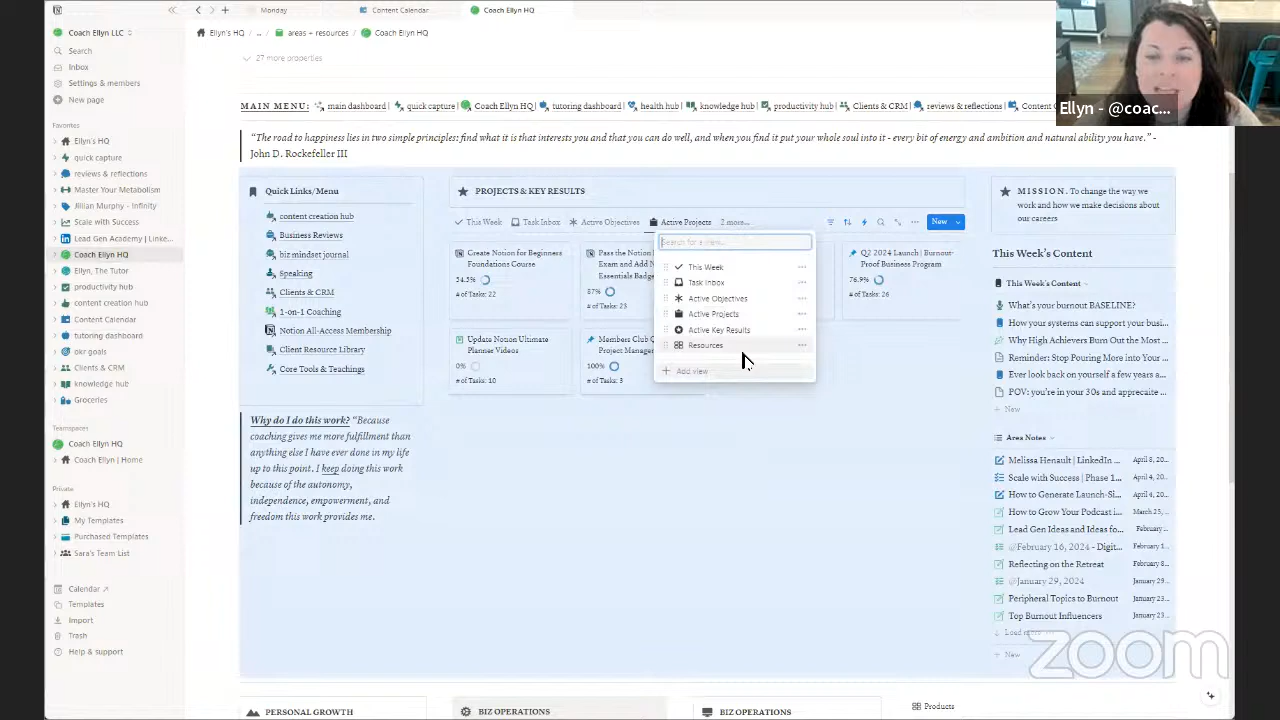 Monday
Content Calendar
Coach Ellyn HQ
Coach Ellyn LLC
Search
Inbox
Settings & members
New page
Favorites
Ellyn's HQ
quick capture
reviews & reflections
Master Your Metabolism
Jillian Murphy - Infinity
Scale with Success
Lead Gen Academy | Linke...
Coach Ellyn HQ
Ellyn, The Tutor
productivity hub
content creation hub
Content Calendar
tutoring dashboard
okr goals
Clients & CRM
knowledge hub
Groceries
Teamspaces
Coach Ellyn HQ
Coach Ellyn | Home
Private
Ellyn's HQ
My Templates
Purchased Templates
Sara's Team List
Calendar ↗
Templates
Import
Trash
Help & support
Ellyn's HQ / .. / areas + resources / Coach Ellyn HQ
27 more properties
MAIN MENU: main dashboard | quick capture | Coach Ellyn HQ | tutoring dashboard | health hub | knowledge hub | productivity hub | Clients & CRM | reviews & reflections | Content C
"The road to happiness lies in two simple principles: find what it is that interests you and that you can do well, and when you find it put your whole soul into it - every bit of energy and ambition and natural ability you have." -
John D. Rockefeller III
Quick Links/Menu
content creation hub
Business Reviews
biz mindset journal
Speaking
Clients & CRM
1-on-1 Coaching
Notion All-Access Membership
Client Resource Library
Core Tools & Teachings
Why do I do this work? "Because
coaching gives me more fulfillment than
anything else I have ever done in my life
up to this point. I keep doing this work
because of the autonomy,
independence, empowerment, and
freedom this work provides me.
PROJECTS & KEY RESULTS
This Week Task Inbox Active Objectives Active Projects 2 more...
New
Create Notion for Beginners
Foundations Course
54.5%
# of Tasks: 22
Pass the Notion
Exam and Add N
Essentials Badge
87%
# of Tasks: 23
Q2 2024 Launch | Burnout-
Proof Business Program
76.9%
# of Tasks: 26
Update Notion Ultimate
Planner Videos
0%
# of Tasks: 10
Members Club C
Project Manager
100%
# of Tasks: 3
Search for a view...
This Week
Task Inbox
Active Objectives
Active Projects
Active Key Results
Resources
Add view
MISSION. To change the way we
work and how we make decisions about
our careers
This Week's Content
This Week's Content
What's your burnout BASELINE?
How your systems can support your busi...
Why High Achievers Burn Out the Most ...
Reminder: Stop Pouring More into Your ...
Ever look back on yourself a few years a...
POV: you're in your 30s and appreciate ...
New
Area Notes
Melissa Henault | LinkedIn ... April 8, 20...
Scale with Success | Phase 1... April 4, 20...
How to Generate Launch-Si... April 4, 20...
How to Grow Your Podcast i... March 23,...
Lead Gen Ideas and Ideas fo... February...
@February 16, 2024 - Digit... February 1...
Reflecting on the Retreat February 8...
@January 29, 2024 January 29...
Peripheral Topics to Burnout January 23...
Top Burnout Influencers January 23...
Load more
New
PERSONAL GROWTH
BIZ OPERATIONS
BIZ OPERATIONS
Products
Ellyn - @coac...
zoom